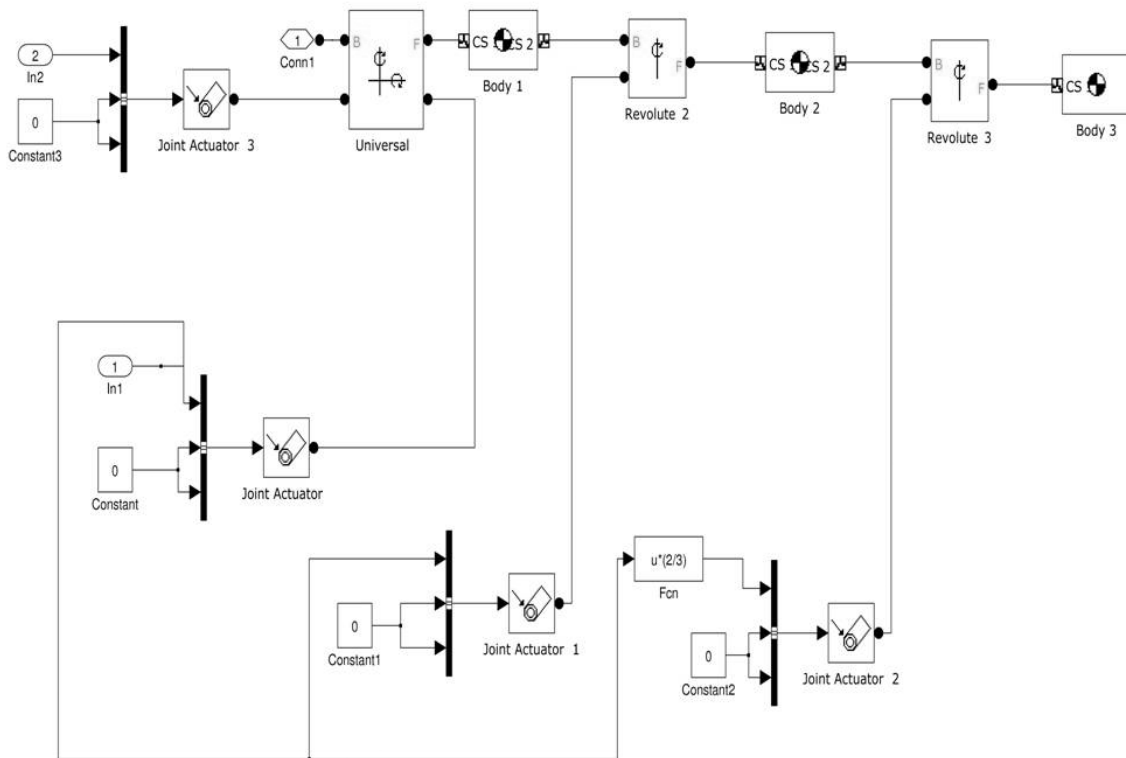 2
In2
0
Constant3
Joint Actuator 3
1
Conn1
B
F
Universal
CS
CS 2
Body 1
B
F
Revolute 2
CS
CS 2
Body 2
B
F
Revolute 3
CS
Body 3
1
In1
0
Constant
Joint Actuator
0
Constant1
Joint Actuator 1
u*(2/3)
Fcn
0
Constant2
Joint Actuator 2